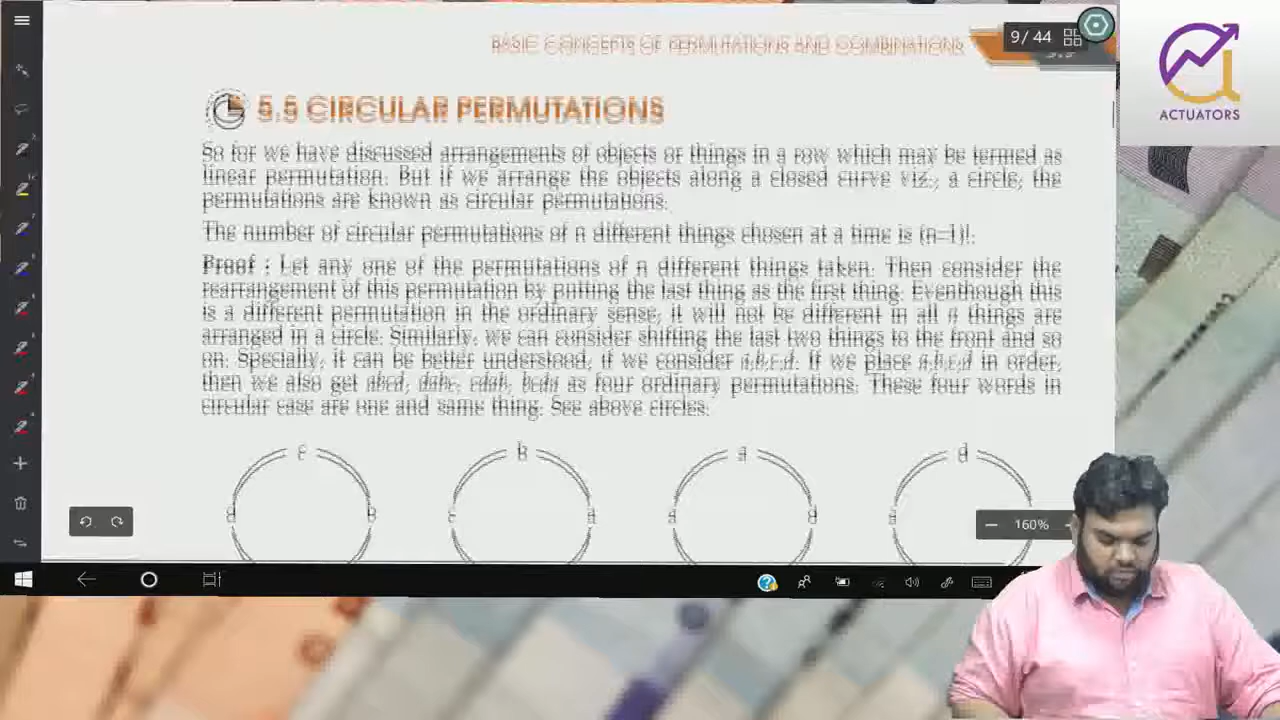 9 / 44
BASIC CONCEPTS OF PERMUTATIONS AND COMBINATIONS
ACTUATORS
5.5 CIRCULAR PERMUTATIONS
So for we have discussed arrangements of objects or things in a row which may be termed as
linear permutation. But if we arrange the objects along a closed curve viz., a circle, the
permutations are known as circular permutations.
The number of circular permutations of n different things chosen at a time is (n–1)!.
Proof : Let any one of the permutations of n different things taken. Then consider the
rearrangement of this permutation by putting the last thing as the first thing. Eventhough this
is a different permutation in the ordinary sense, it will not be different in all n things are
arranged in a circle. Similarly, we can consider shifting the last two things to the front and so
on. Specially, it can be better understood, if we consider a,b,c,d. If we place a,b,c,d in order,
then we also get abcd, dabc, cdab, bcda as four ordinary permutations. These four words in
circular case are one and same thing. See above circles.
c b a d
d b c a d a
160%